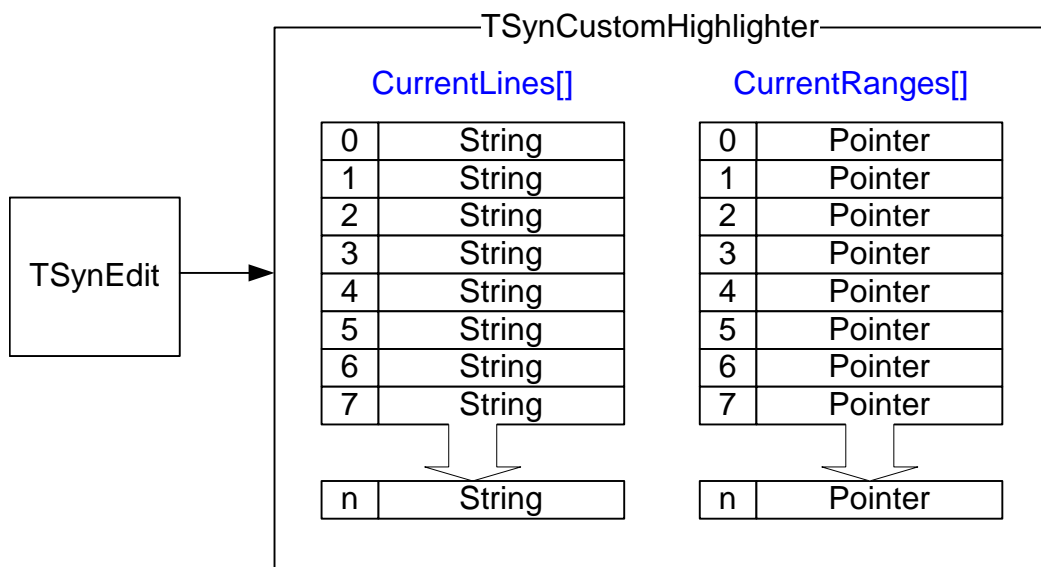 TSynCustomHighlighter
CurrentLines[] CurrentRanges[]
0 String 0 Pointer
1 String 1 Pointer
2 String 2 Pointer
3 String 3 Pointer
TSynEdit
4 String 4 Pointer
5 String 5 Pointer
6 String 6 Pointer
7 String 7 Pointer
n String n Pointer